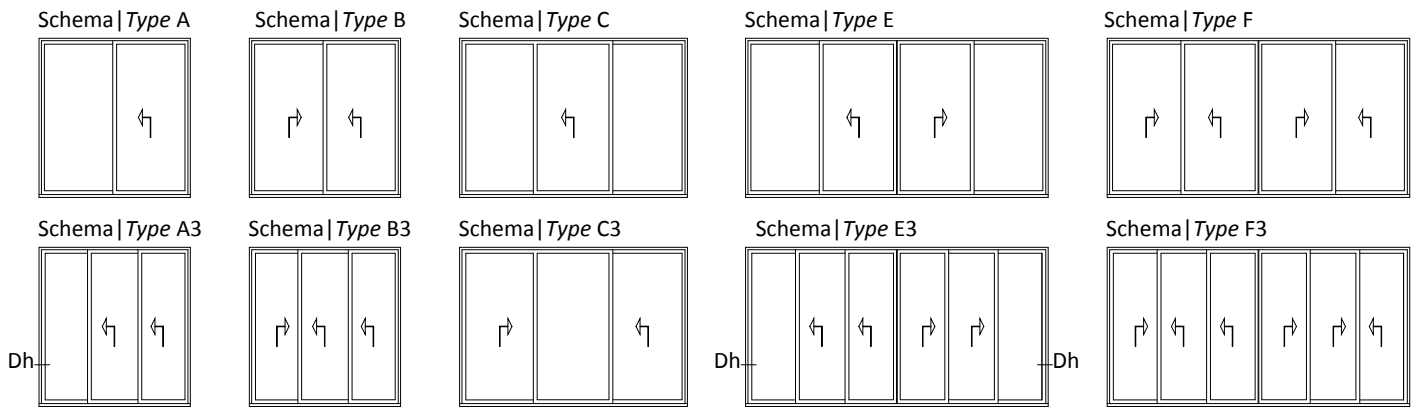 Schema|Type A
Schema|Type B
Schema|Type C
Schema|Type E
Schema|Type F
Schema|Type A3
Schema|Type B3
Schema|Type C3
Schema|Type E3
Schema|Type F3
Dh
Dh
Dh